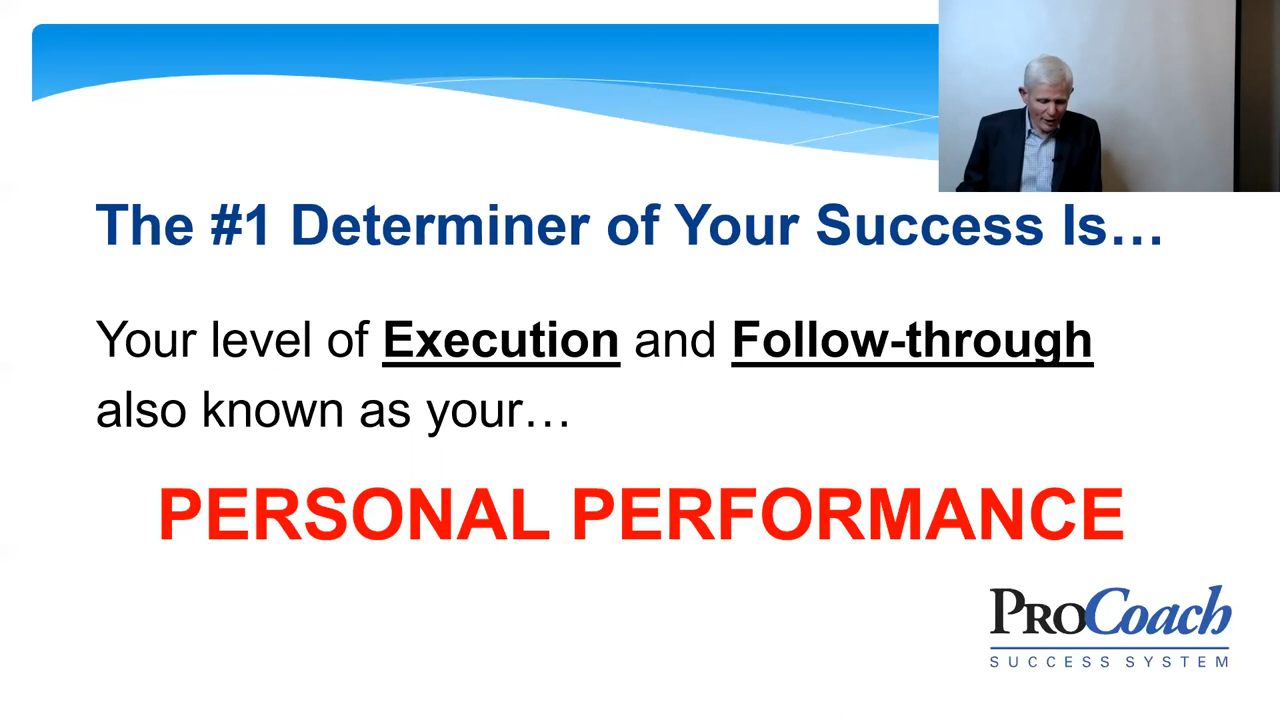 The #1 Determiner of Your Success Is…
Your level of Execution and Follow-through
also known as your…
PERSONAL PERFORMANCE
PROCoach
SUCCESS SYSTEM